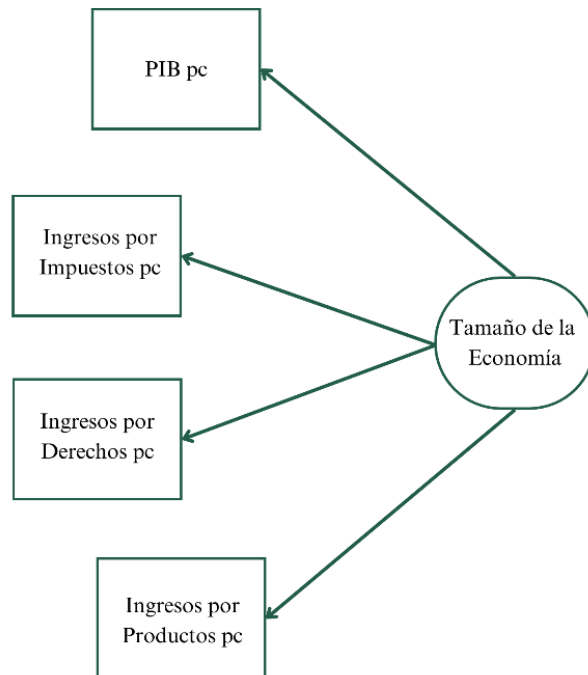 PIB pc
Ingresos por
Impuestos pc
Tamaño de la
Economía
Ingresos por
Derechos pc
Ingresos por
Productos pc